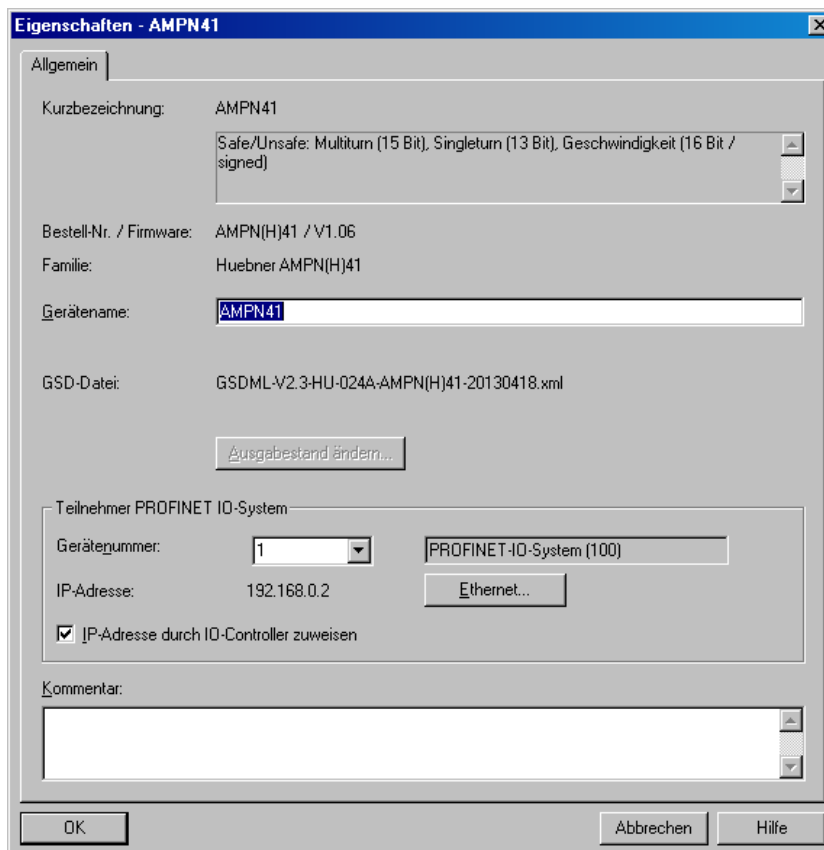 Eigenschaften - AMPN41
Allgemein
Kurzbezeichnung: AMPN41
Safe/Unsafe: Multiturn (15 Bit), Singleturn (13 Bit), Geschwindigkeit (16 Bit /
signed)
Bestell-Nr. / Firmware: AMPN(H)41 / V1.06
Familie: Huebner AMPN(H)41
Gerätename: AMPN41
GSD-Datei: GSDML-V2.3-HU-024A-AMPN(H)41-20130418.xml
Ausgabestand ändern...
Teilnehmer PROFINET IO-System
Gerätenummer: 1 PROFINET-IO-System (100)
IP-Adresse: 192.168.0.2 Ethernet...
IP-Adresse durch IO-Controller zuweisen
Kommentar:
OK Abbrechen Hilfe